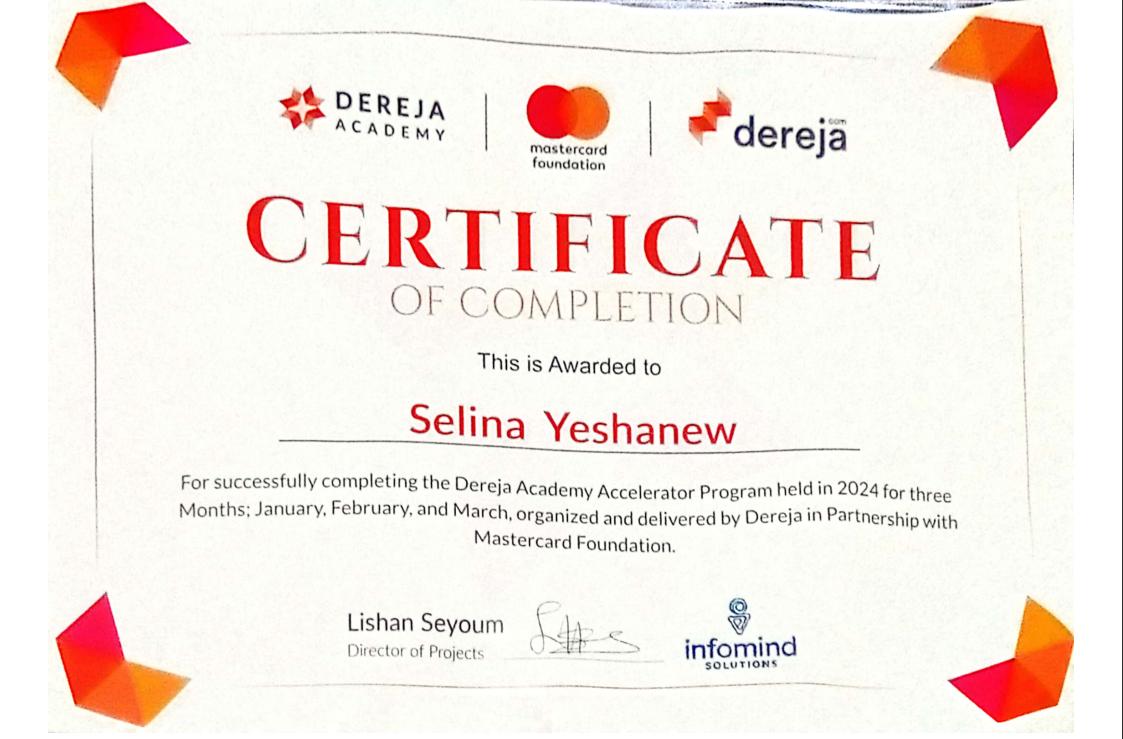 DEREJA
ACADEMY
mastercard
foundation
dereja.com
CERTIFICATE
OF COMPLETION
This is Awarded to
Selina Yeshanew
For successfully completing the Dereja Academy Accelerator Program held in 2024 for three
Months; January, February, and March, organized and delivered by Dereja in Partnership with
Mastercard Foundation.
Lishan Seyoum
Director of Projects
infomind
SOLUTIONS